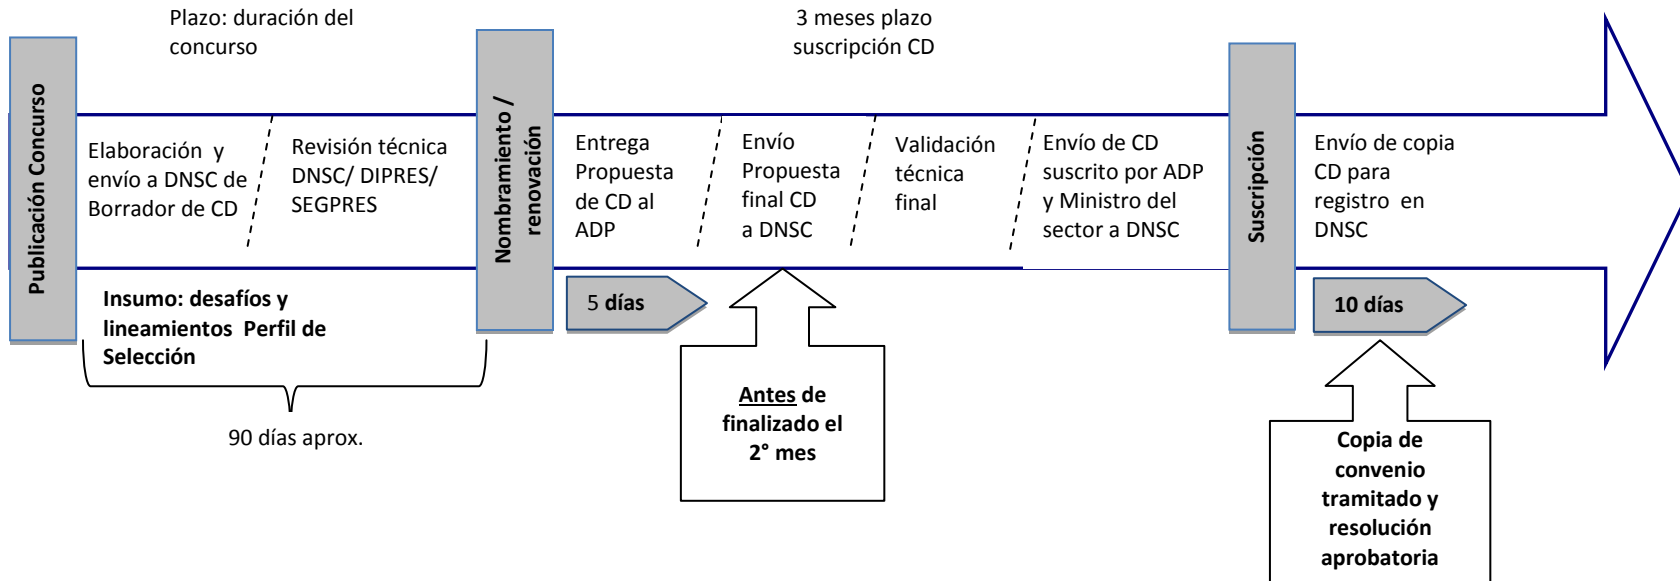 Plazo: duración del
concurso
3 meses plazo
suscripción CD
Publicación Concurso
Elaboración y
envío a DNSC de
Borrador de CD
Revisión técnica
DNSC/ DIPRES/
SEGPRES
Nombramiento /
renovación
Entrega
Propuesta
de CD al
ADP
Envío
Propuesta
final CD
a DNSC
Validación
técnica
final
Envío de CD
suscrito por ADP
y Ministro del
sector a DNSC
Suscripción
Envío de copia
CD para
registro en
DNSC
Insumo: desafíos y
lineamientos Perfil de
Selección
90 días aprox.
5 días
Antes de
finalizado el
2° mes
10 días
Copia de
convenio
tramitado y
resolución
aprobatoria